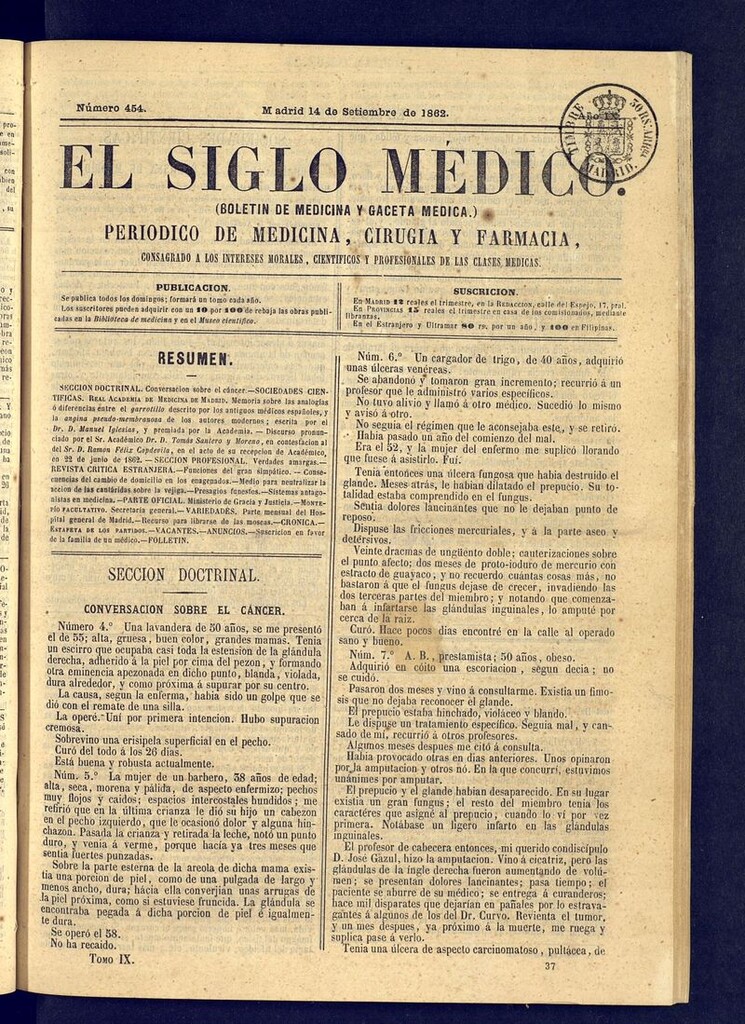 Número 454.
Madrid 14 de Setiembre de 1862.
Año IX.
TIMBRE
MADRID.
EL SIGLO MÉDICO.
(BOLETIN DE MEDICINA Y GACETA MEDICA.)
PERIODICO DE MEDICINA, CIRUGIA Y FARMACIA,
CONSAGRADO A LOS INTERESES MORALES, CIENTIFICOS Y PROFESIONALES DE LAS CLASES MEDICAS.
PUBLICACION.
Se publica todos los domingos; formará un tomo cada año.
Los suscritores pueden adquirir con un 10 por 100 de rebaja las obras publi-
cadas en la Biblioteca de medicina y en el Museo cientifico.
SUSCRICION.
En Madrid 12 reales el trimestre, en la Redaccion, calle del Espejo, 17, pral.
En Provincias 15 reales el trimestre en casa de los comisionados, mediante
libranzas.
En el Estranjero y Ultramar 80 rs. por un año, y 100 en Filipinas.
RESUMEN.
SECCION DOCTRINAL. Conversacion sobre el cáncer.—SOCIEDADES CIEN-
TIFICAS. Real Academia de Medicina de Madrid. Memoria sobre las analogías
ó diferencias entre el garrotillo descrito por los antiguos médicos españoles, y
la angina pseudo-membranosa de los autores modernos; escrita por el
Dr. D. Manuel Iglesias, y premiada por la Academia. — Discurso pronun-
ciado por el Sr. Académico Dr. D. Tomás Santero y Moreno, en contestacion al
del Sr. D. Ramon Félix Capdevila, en el acto de su recepcion de Académico,
en 22 de junio de 1862. SECCION PROFESIONAL. Verdades amargas.—
REVISTA CRITICA ESTRANJERA.—Funciones del gran simpático. — Conse-
cuencias del cambio de domicilio en los enagenados.—Medio para neutralizar la
accion de las cantáridas sobre la vejiga.—Presagios funestos.—Sistemas antago-
nistas en medicina.—PARTE OFICIAL. Ministerio de Gracia y Justicia.—Monte-
pio facultativo. Secretaría general.—VARIEDADES. Parte mensual del Hos-
pital general de Madrid.—Recurso para librarse de las moscas.—CRONICA.—
Estafeta de los partidos.—VACANTES.—ANUNCIOS.—Suscricion en favor
de la familia de un médico.—FOLLETIN.
SECCION DOCTRINAL.
CONVERSACION SOBRE EL CÁNCER.
Número 4.º Una lavandera de 50 años, se me presentó
el de 55; alta, gruesa, buen color, grandes mamas. Tenia
un escirro que ocupaba casi toda la estension de la glándula
derecha, adherido á la piel por cima del pezon, y formando
otra eminencia apezonada en dicho punto, blanda, violada,
dura alrededor, y como próxima á supurar por su centro.
La causa, segun la enferma, habia sido un golpe que se
dió con el remate de una silla.
La operé. Uní por primera intencion. Hubo supuracion
cremosa.
Sobrevino una erisipela superficial en el pecho.
Curó del todo á los 26 dias.
Está buena y robusta actualmente.
Núm. 5.º La mujer de un barbero, 38 años de edad;
alta, seca, morena y pálida, de aspecto enfermizo; pechos
muy flojos y caidos; espacios intercostales hundidos; me
refirió que en la última crianza le dió su hijo un cabezon
en el pecho izquierdo, que le ocasionó dolor y alguna hin-
chazon. Pasada la crianza y retirada la leche, notó un punto
duro, y venia á verme, porque hacía ya tres meses que
sentia fuertes punzadas.
Sobre la parte esterna de la areola de dicha mama exis-
tia una porcion de piel, como de una pulgada de largo y
menos ancho, dura; hácia ella converjian unas arrugas de
la piel próxima, como si estuviese fruncida. La glándula se
encontraba pegada á dicha porcion de piel é igualmen-
te dura.
Se operó el 58.
No ha recaido.
Tomo IX.
Núm. 6.º Un cargador de trigo, de 40 años, adquirió
unas úlceras venéreas.
Se abandonó y tomaron gran incremento; recurrió á un
profesor que le administró varios específicos.
No tuvo alivio y llamó á otro médico. Sucedió lo mismo
y avisó á otro.
No seguia el régimen que le aconsejaba este, y se retiró.
Habia pasado un año del comienzo del mal.
Era el 52, y la mujer del enfermo me suplicó llorando
que fuese á asistirlo. Fuí.
Tenia entonces una úlcera fungosa que habia destruido el
glande. Meses atrás, le habian dilatado el prepucio. Su to-
talidad estaba comprendido en el fungus.
Sentia dolores lancinantes que no le dejaban punto de
reposo.
Dispuse las fricciones mercuriales, y á la parte aseo y
detersivos.
Veinte dracmas de ungüento doble; cauterizaciones sobre
el punto afecto; dos meses de proto-ioduro de mercurio con
estracto de guayaco, y no recuerdo cuántas cosas más, no
bastaron á que el fungus dejase de crecer, invadiendo las
dos terceras partes del miembro; y notando que comenza-
ban á infartarse las glándulas inguinales, lo amputé por
cerca de la raiz.
Curó. Hace pocos dias encontré en la calle al operado
sano y bueno.
Núm. 7.º A. B., prestamista; 50 años, obeso.
Adquirió en cóito una escoriacion, segun decia; no
se cuidó.
Pasaron dos meses y vino á consultarme. Existia un fimo-
sis que no dejaba reconocer el glande.
El prepucio estaba hinchado, violáceo y blando.
Le dispuse un tratamiento específico. Seguia mal, y can-
sado de mí, recurrió á otros profesores.
Algunos meses despues me citó á consulta.
Habia provocado otras en dias anteriores. Unos opinaron
por la amputacion y otros nó. En la que concurrí, estuvimos
unánimes por amputar.
El prepucio y el glande habian desaparecido. En su lugar
existia un gran fungus; el resto del miembro tenia los
caractéres que asigné al prepucio, cuando lo ví por vez
primera. Notábase un ligero infarto en las glándulas
inguinales.
El profesor de cabecera entonces, mi querido condiscípulo
D. José Gazul, hizo la amputacion. Vino á cicatriz, pero las
glándulas de la ingle derecha fueron aumentando de volú-
men; se presentan dolores lancinantes; pasa tiempo; el
paciente se aburre de su médico; se entrega á curanderos;
hace mil disparates que dejarian en pañales por lo estrava-
gantes á algunos de los del Dr. Curvo. Revienta el tumor,
y un mes despues, ya próximo á la muerte, me ruega y
suplica pase á verlo.
Tenia una úlcera de aspecto carcinomatoso, pultácea, de
37